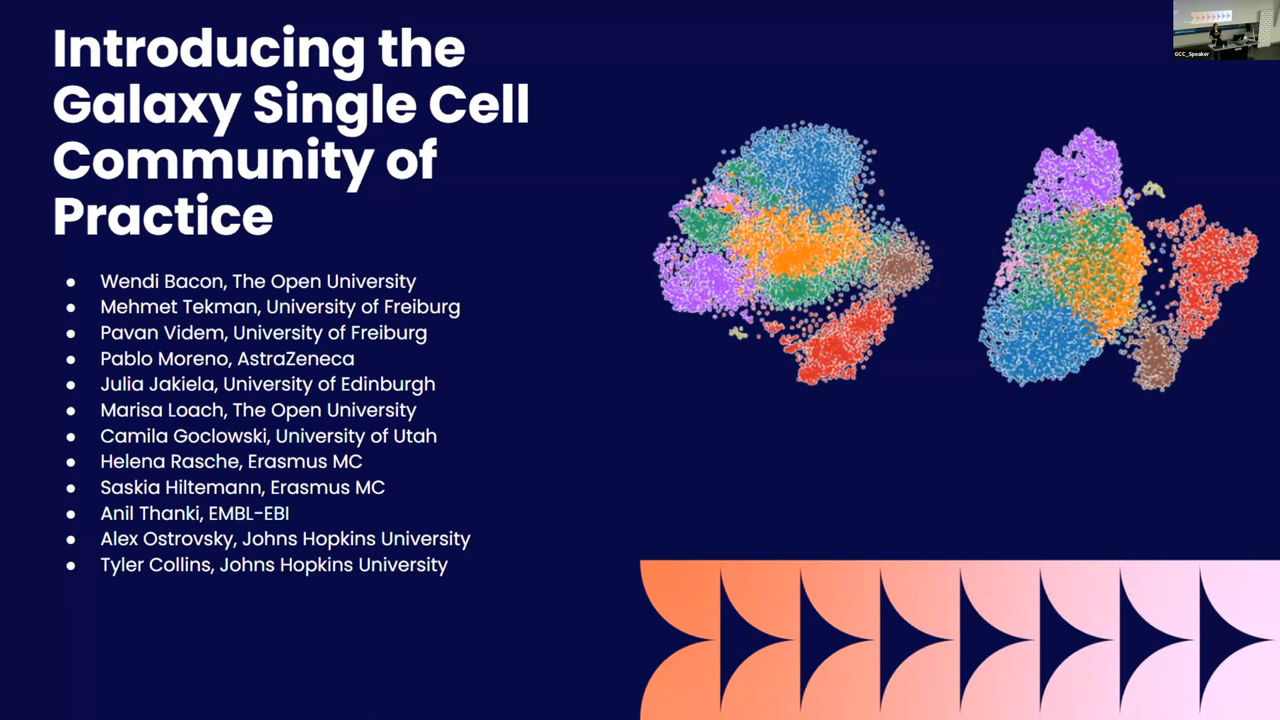 Introducing the
Galaxy Single Cell
Community of
Practice
● Wendi Bacon, The Open University
● Mehmet Tekman, University of Freiburg
● Pavan Videm, University of Freiburg
● Pablo Moreno, AstraZeneca
● Julia Jakiela, University of Edinburgh
● Marisa Loach, The Open University
● Camila Goclowski, University of Utah
● Helena Rasche, Erasmus MC
● Saskia Hiltemann, Erasmus MC
● Anil Thanki, EMBL-EBI
● Alex Ostrovsky, Johns Hopkins University
● Tyler Collins, Johns Hopkins University
GCC_Speaker